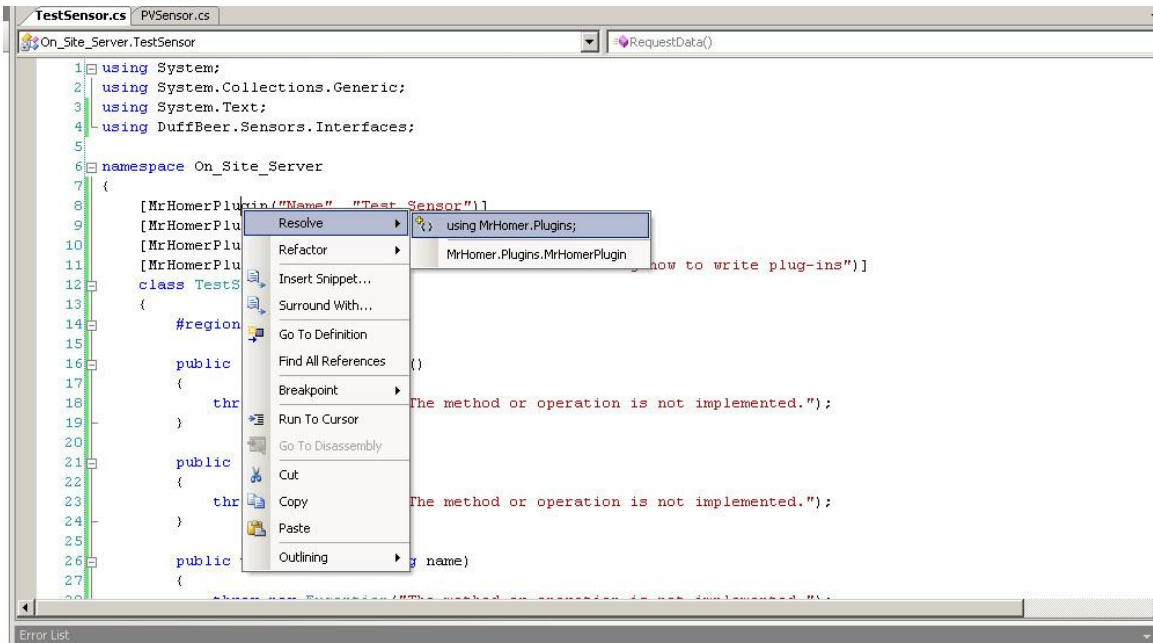 TestSensor.cs PVSensor.cs
On_Site_Server.TestSensor RequestData()
1 using System;
2 using System.Collections.Generic;
3 using System.Text;
4 using DuffBeer.Sensors.Interfaces;
5
6 namespace On_Site_Server
7 {
8 [MrHomerPlugin("Name", "Test Sensor")]
9 [MrHomerPlu
10 [MrHomerPlu
11 [MrHomerPlu how to write plug-ins")]
12 class TestS
13 {
14 #region
15
16 public ()
17 {
18 thr The method or operation is not implemented.");
19 }
20
21 public
22 {
23 thr The method or operation is not implemented.");
24 }
25
26 public name)
27 {
Resolve
Refactor
Insert Snippet...
Surround With...
Go To Definition
Find All References
Breakpoint
Run To Cursor
Go To Disassembly
Cut
Copy
Paste
Outlining
using MrHomer.Plugins;
MrHomer.Plugins.MrHomerPlugin
Error List